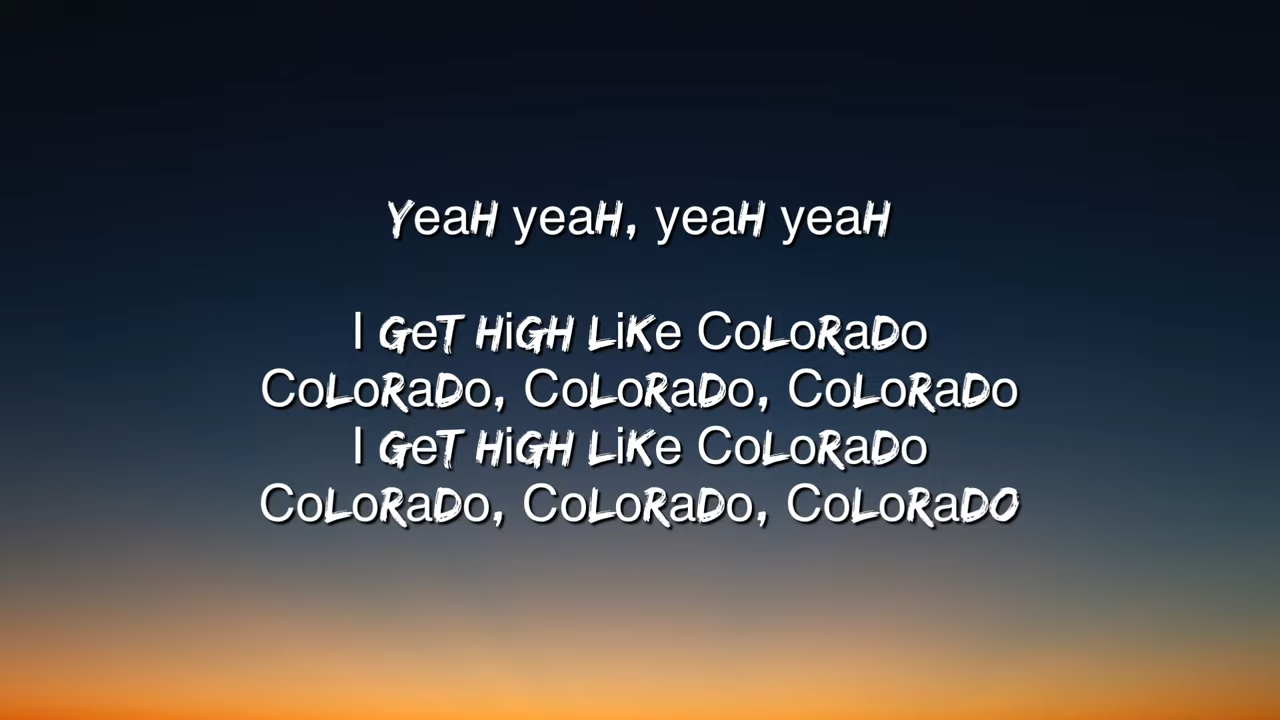 YeaH yeaH, yeaH yeaH
I GeT HiGH LiKe CoLoRaDo
CoLoRaDo, CoLoRaDo, CoLoRaDo
I GeT HiGH LiKe CoLoRaDo
CoLoRaDo, CoLoRaDo, CoLoRaDO